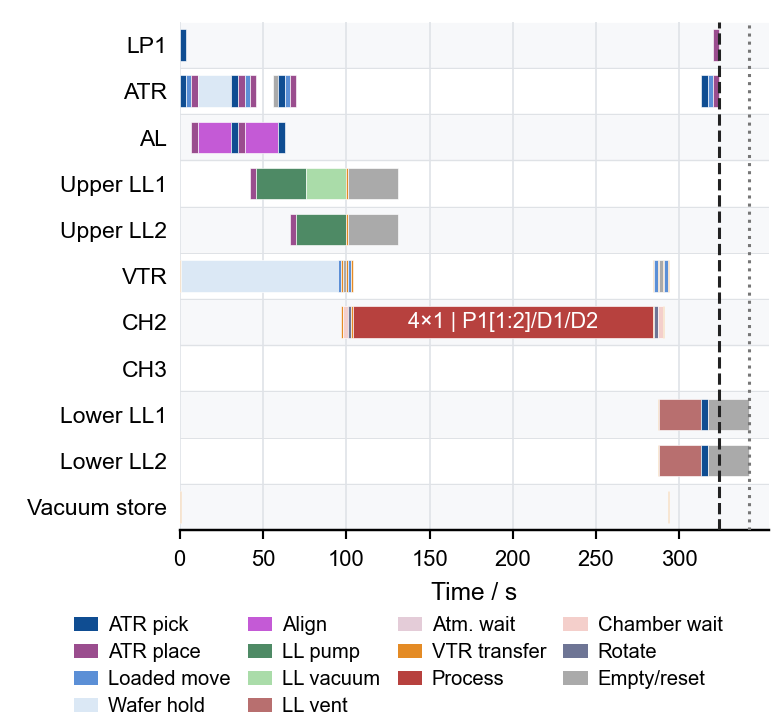 LP1
ATR
AL
Upper LL1
Upper LL2
VTR
CH2
4×1 | P1[1:2]/D1/D2
CH3
Lower LL1
Lower LL2
Vacuum store
0 50 100 150 200 250 300
Time / s
ATR pick Align Atm. wait Chamber wait
ATR place LL pump VTR transfer Rotate
Loaded move LL vacuum Process Empty/reset
Wafer hold LL vent